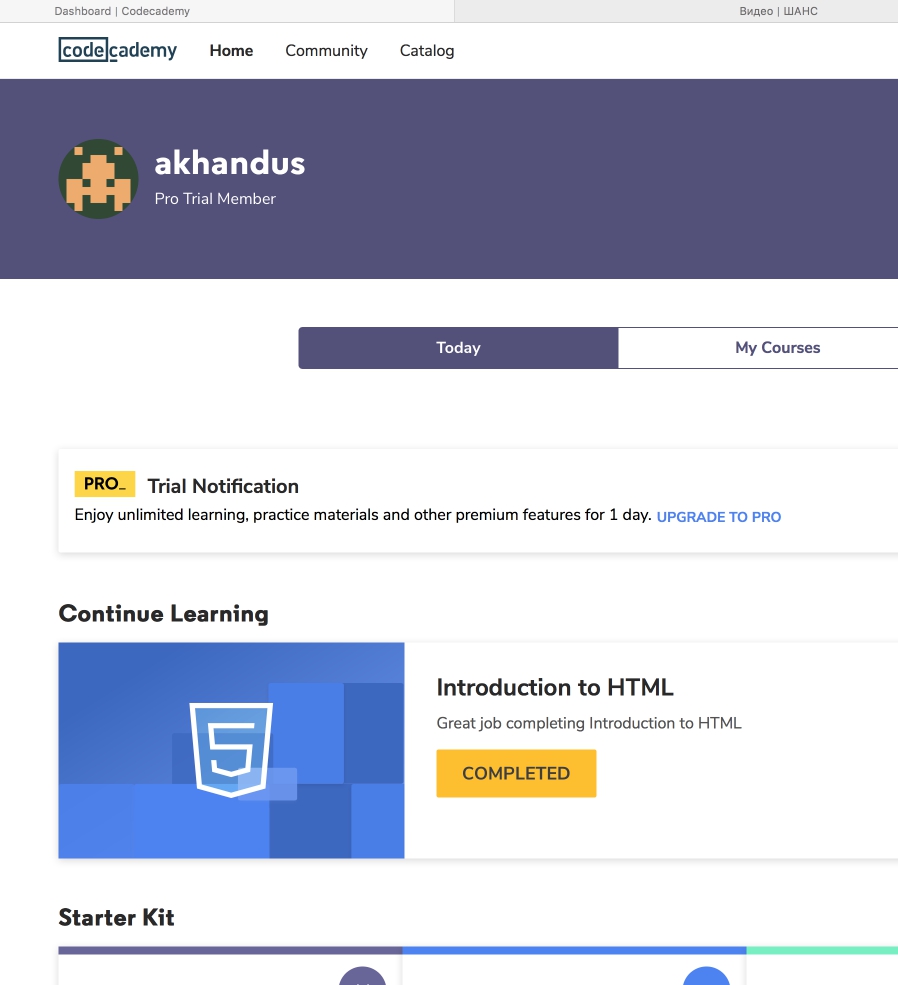 Dashboard | Codecademy
Видео | ШАНС
codecademy
Home
Community
Catalog
akhandus
Pro Trial Member
Today
My Courses
PRO_
Trial Notification
Enjoy unlimited learning, practice materials and other premium features for 1 day. UPGRADE TO PRO
Continue Learning
5
Introduction to HTML
Great job completing Introduction to HTML
COMPLETED
Starter Kit